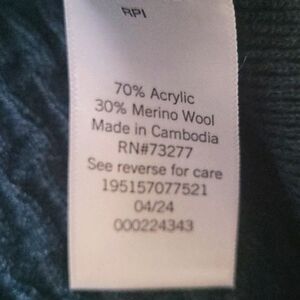 RPI
70% Acrylic
30% Merino Wool
Made in Cambodia
RN#73277
See reverse for care
195157077521
04/24
000224343